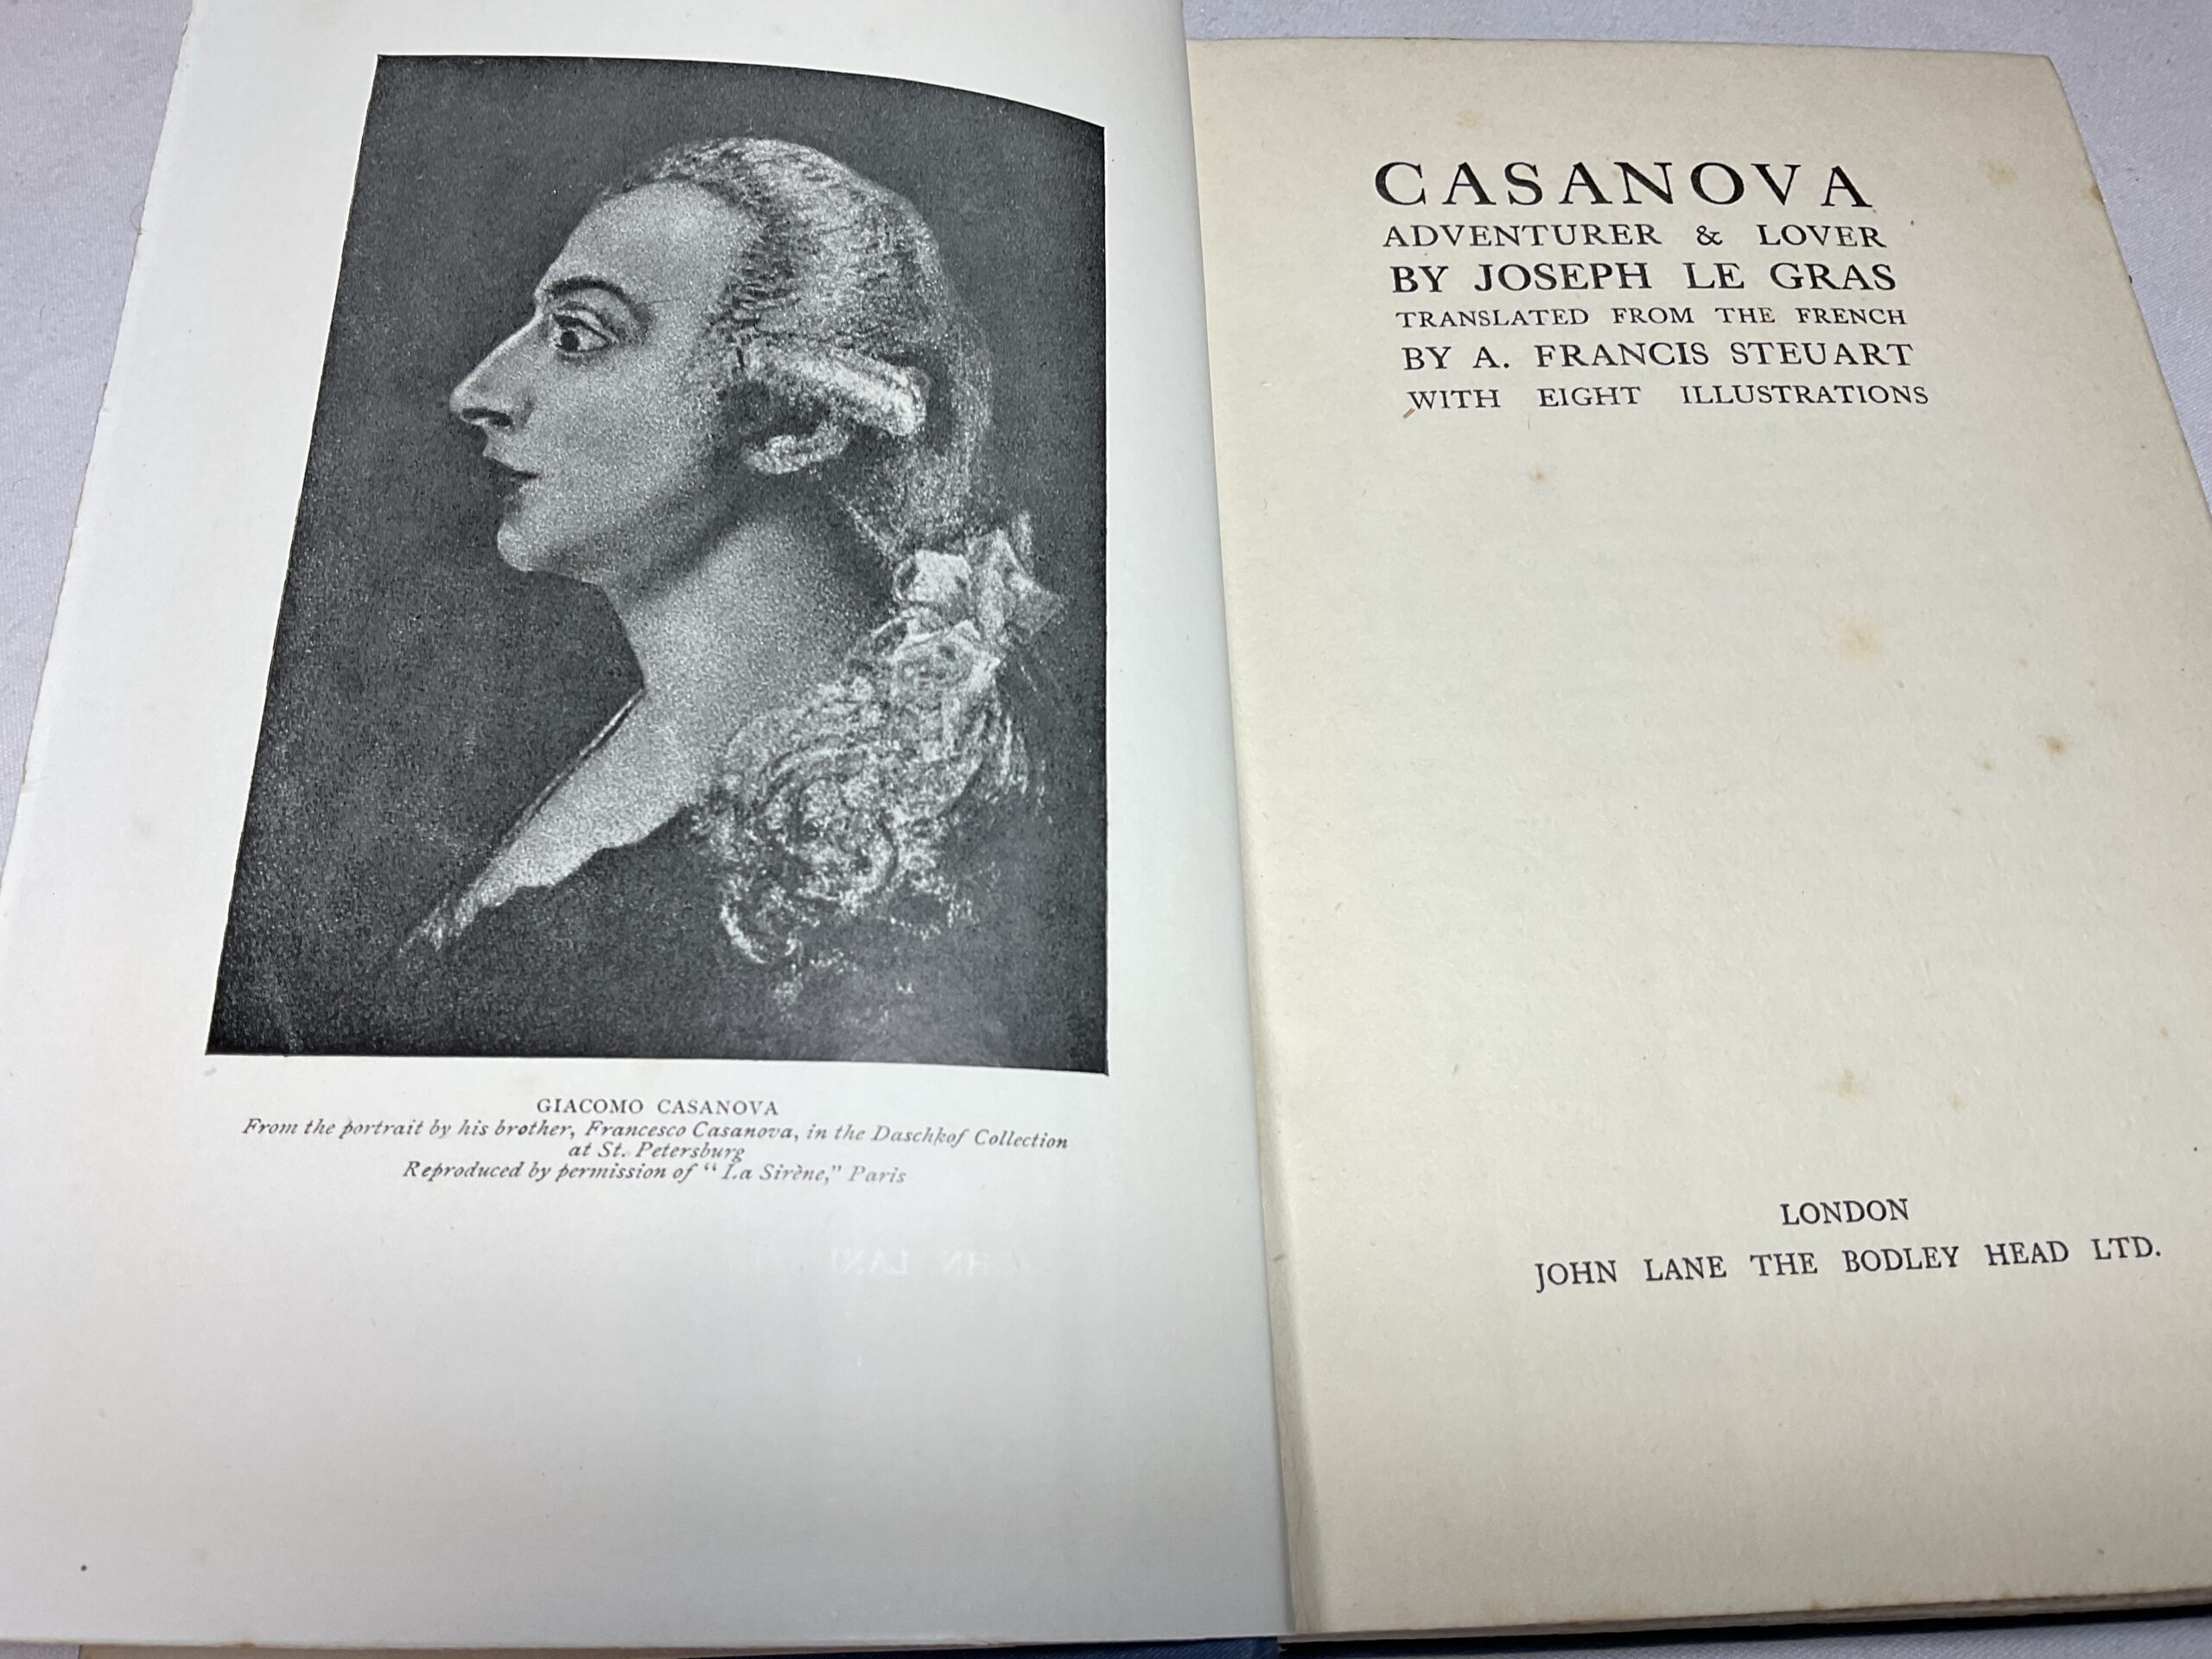 GIACOMO CASANOVA
From the portrait by his brother, Francesco Casanova, in the Daschkof Collection
at St. Petersburg
Reproduced by permission of “La Sirène,” Paris
CASANOVA
ADVENTURER & LOVER
BY JOSEPH LE GRAS
TRANSLATED FROM THE FRENCH
BY A. FRANCIS STEUART
WITH EIGHT ILLUSTRATIONS
LONDON
JOHN LANE THE BODLEY HEAD LTD.